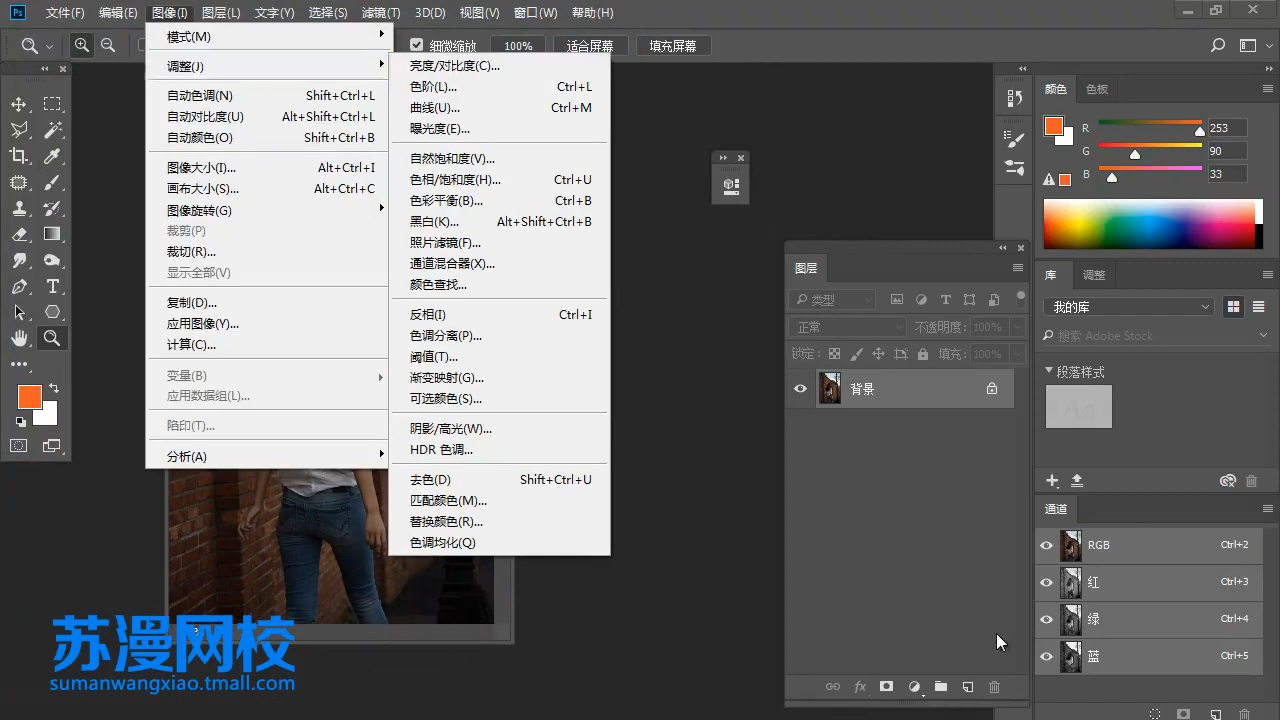 Ps 文件(F) 编辑(E) 图像(I) 图层(L) 文字(Y) 选择(S) 滤镜(T) 3D(D) 视图(V) 窗口(W) 帮助(H)
细微缩放 100% 适合屏幕 填充屏幕
模式(M)
调整(J)
自动色调(N) Shift+Ctrl+L
自动对比度(U) Alt+Shift+Ctrl+L
自动颜色(O) Shift+Ctrl+B
图像大小(I)... Alt+Ctrl+I
画布大小(S)... Alt+Ctrl+C
图像旋转(G)
裁剪(P)
裁切(R)...
显示全部(V)
复制(D)...
应用图像(Y)...
计算(C)...
变量(B)
应用数据组(L)...
陷印(T)...
分析(A)
亮度/对比度(C)...
色阶(L)... Ctrl+L
曲线(U)... Ctrl+M
曝光度(E)...
自然饱和度(V)...
色相/饱和度(H)... Ctrl+U
色彩平衡(B)... Ctrl+B
黑白(K)... Alt+Shift+Ctrl+B
照片滤镜(F)...
通道混合器(X)...
颜色查找...
反相(I) Ctrl+I
色调分离(P)...
阈值(T)...
渐变映射(G)...
可选颜色(S)...
阴影/高光(W)...
HDR 色调...
去色(D) Shift+Ctrl+U
匹配颜色(M)...
替换颜色(R)...
色调均化(Q)
图层
类型
正常 不透明度: 100%
锁定: 填充: 100%
背景
fx
颜色 色板
R 253
G 90
B 33
库 调整
我的库
搜索 Adobe Stock
段落样式
Aa
通道
RGB Ctrl+2
红 Ctrl+3
绿 Ctrl+4
蓝 Ctrl+5
苏漫网校
sumanwangxiao.tmall.com